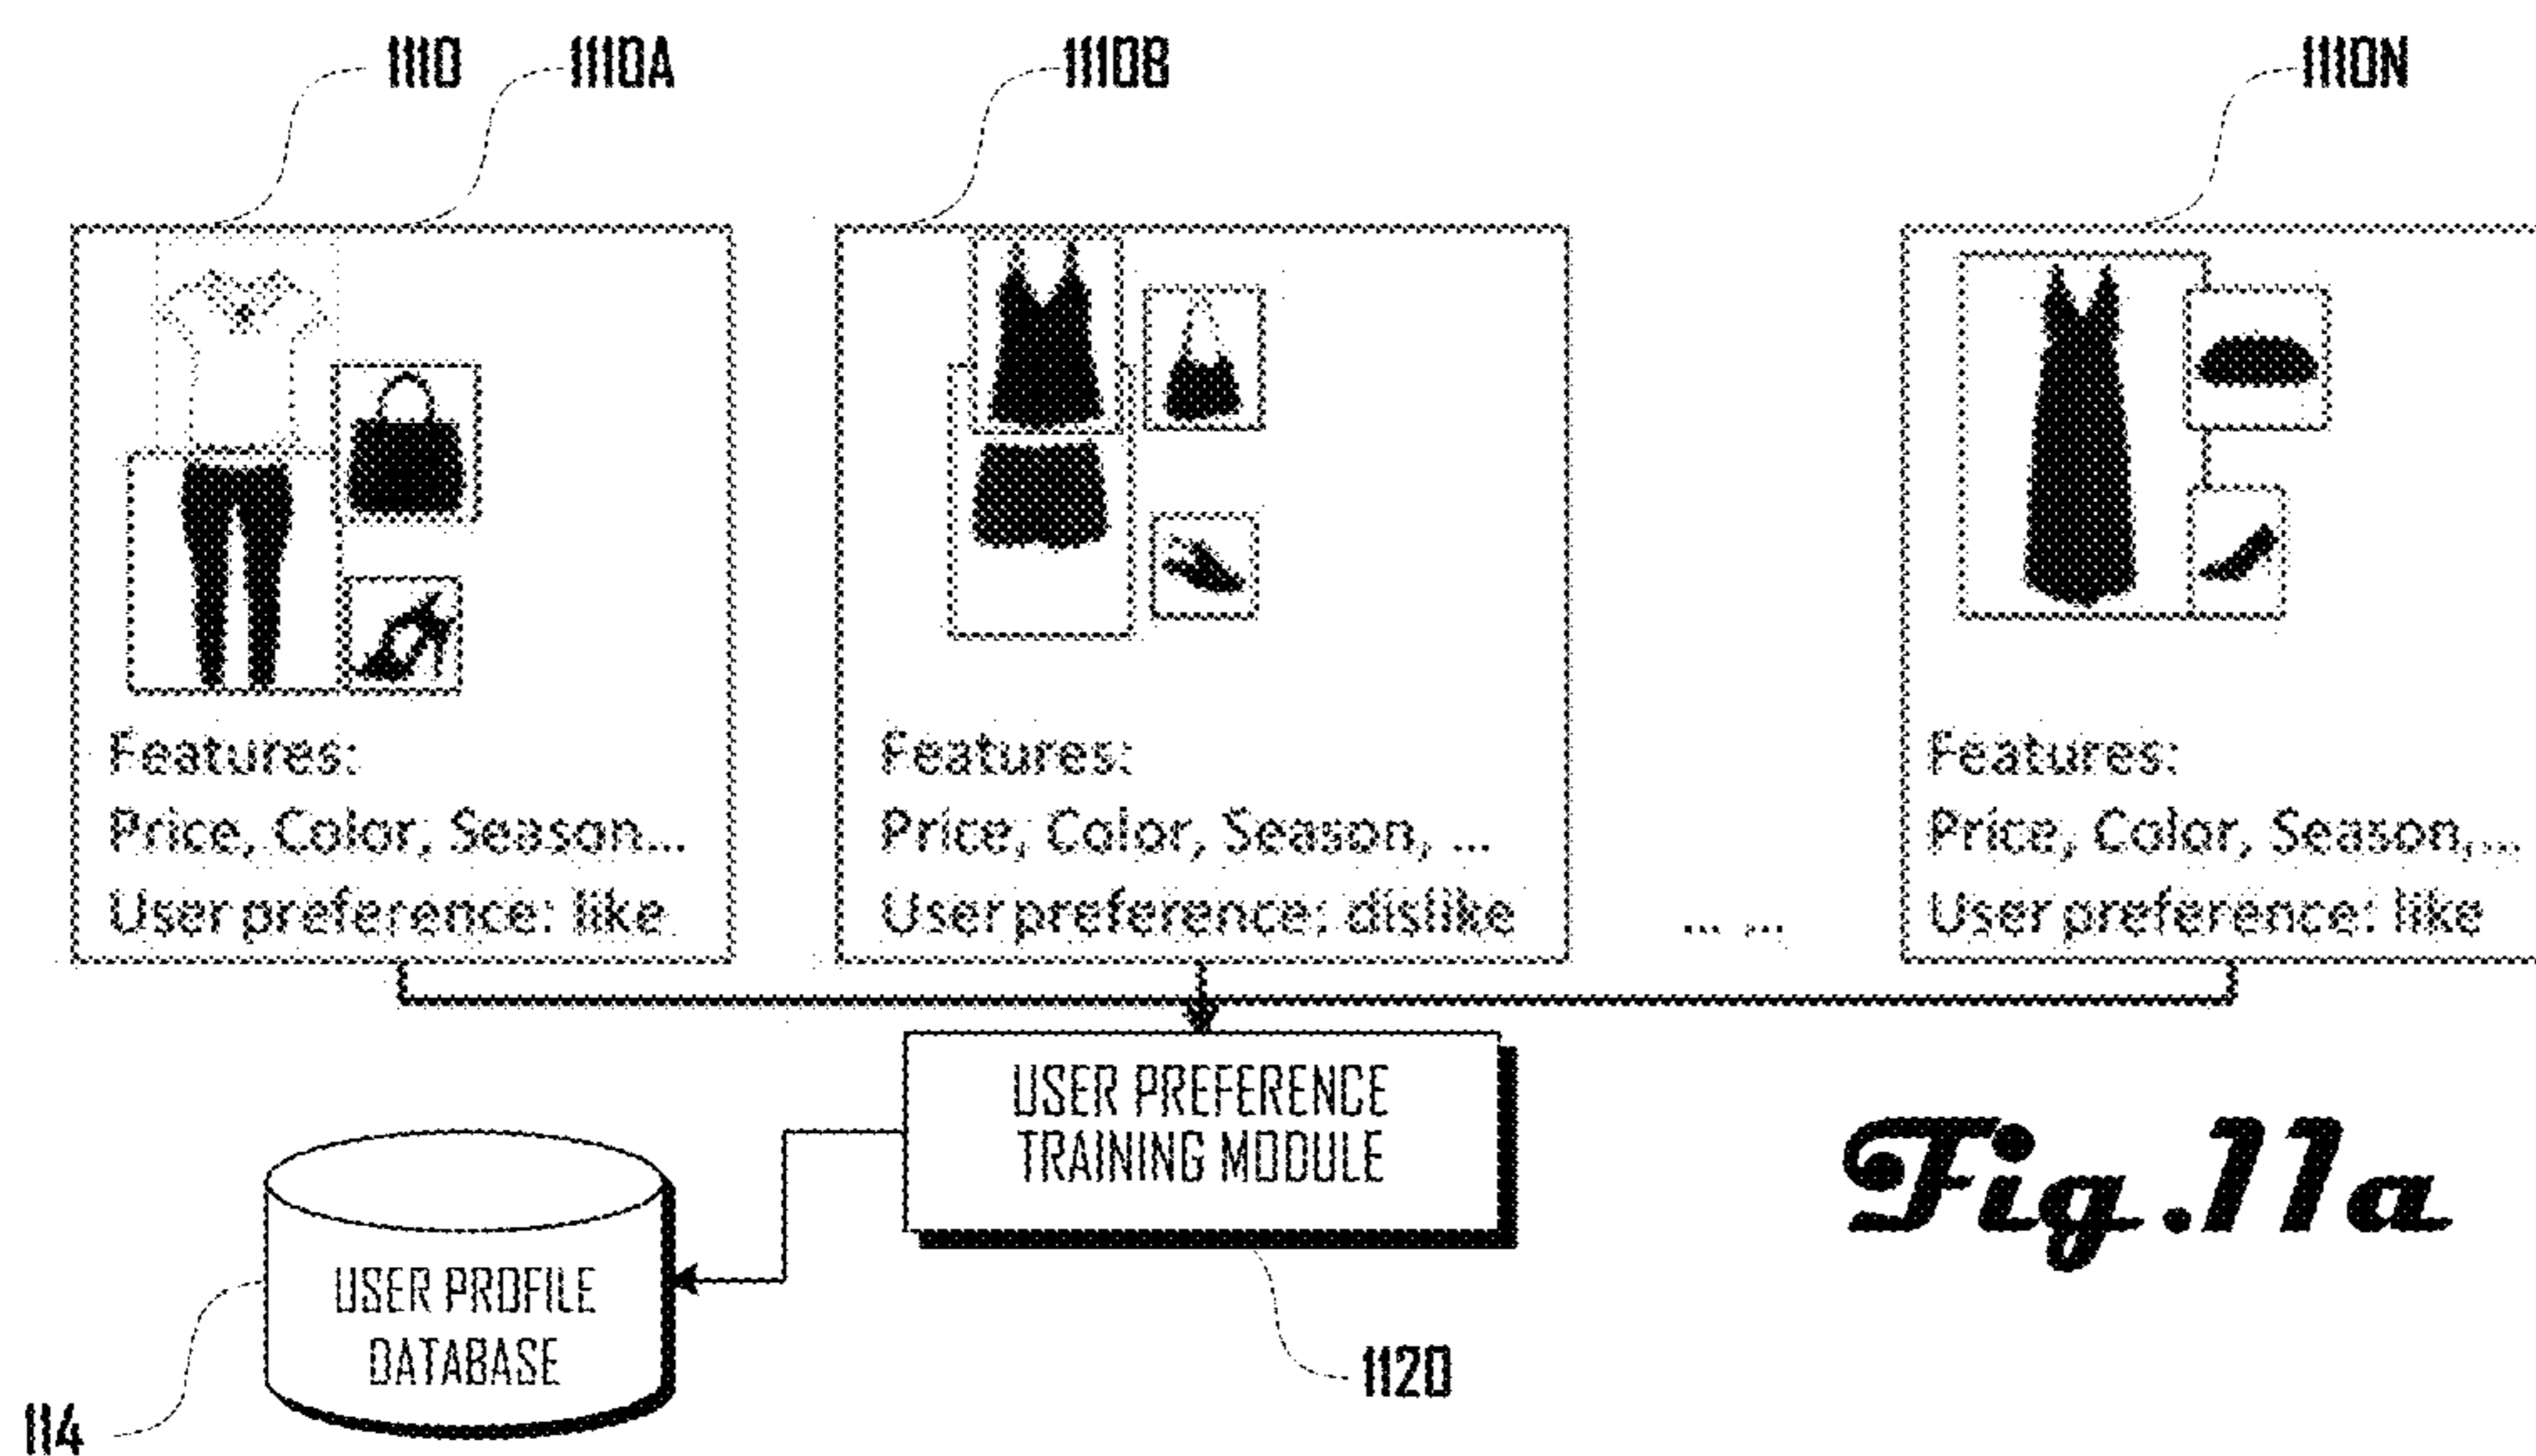 1110
1110A
1110B
1110N
Features:
Price, Color, Season...
User preference: like
Features:
Price, Color, Season, ...
User preference: dislike
... ...
Features:
Price, Color, Season,...
User preference: like
USER PREFERENCE
TRAINING MODULE
USER PROFILE
DATABASE
114
1120
Fig.11a